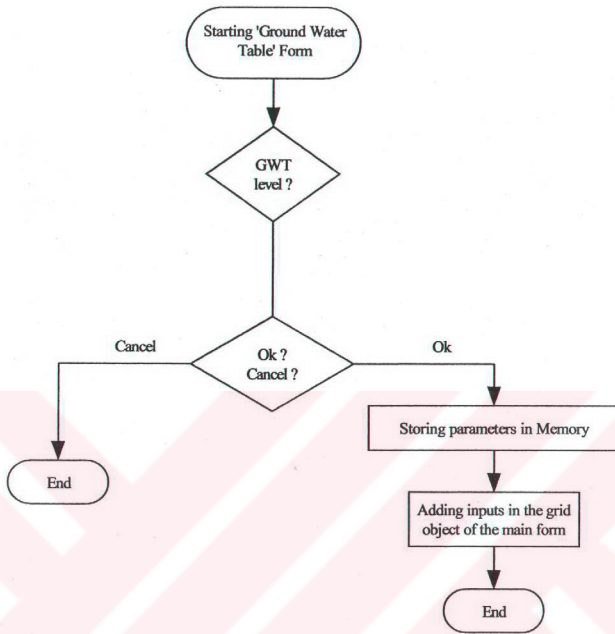 Starting 'Ground Water
Table' Form
GWT
level ?
Cancel
Ok ?
Cancel ?
Ok
Storing parameters in Memory
End
Adding inputs in the grid
object of the main form
End